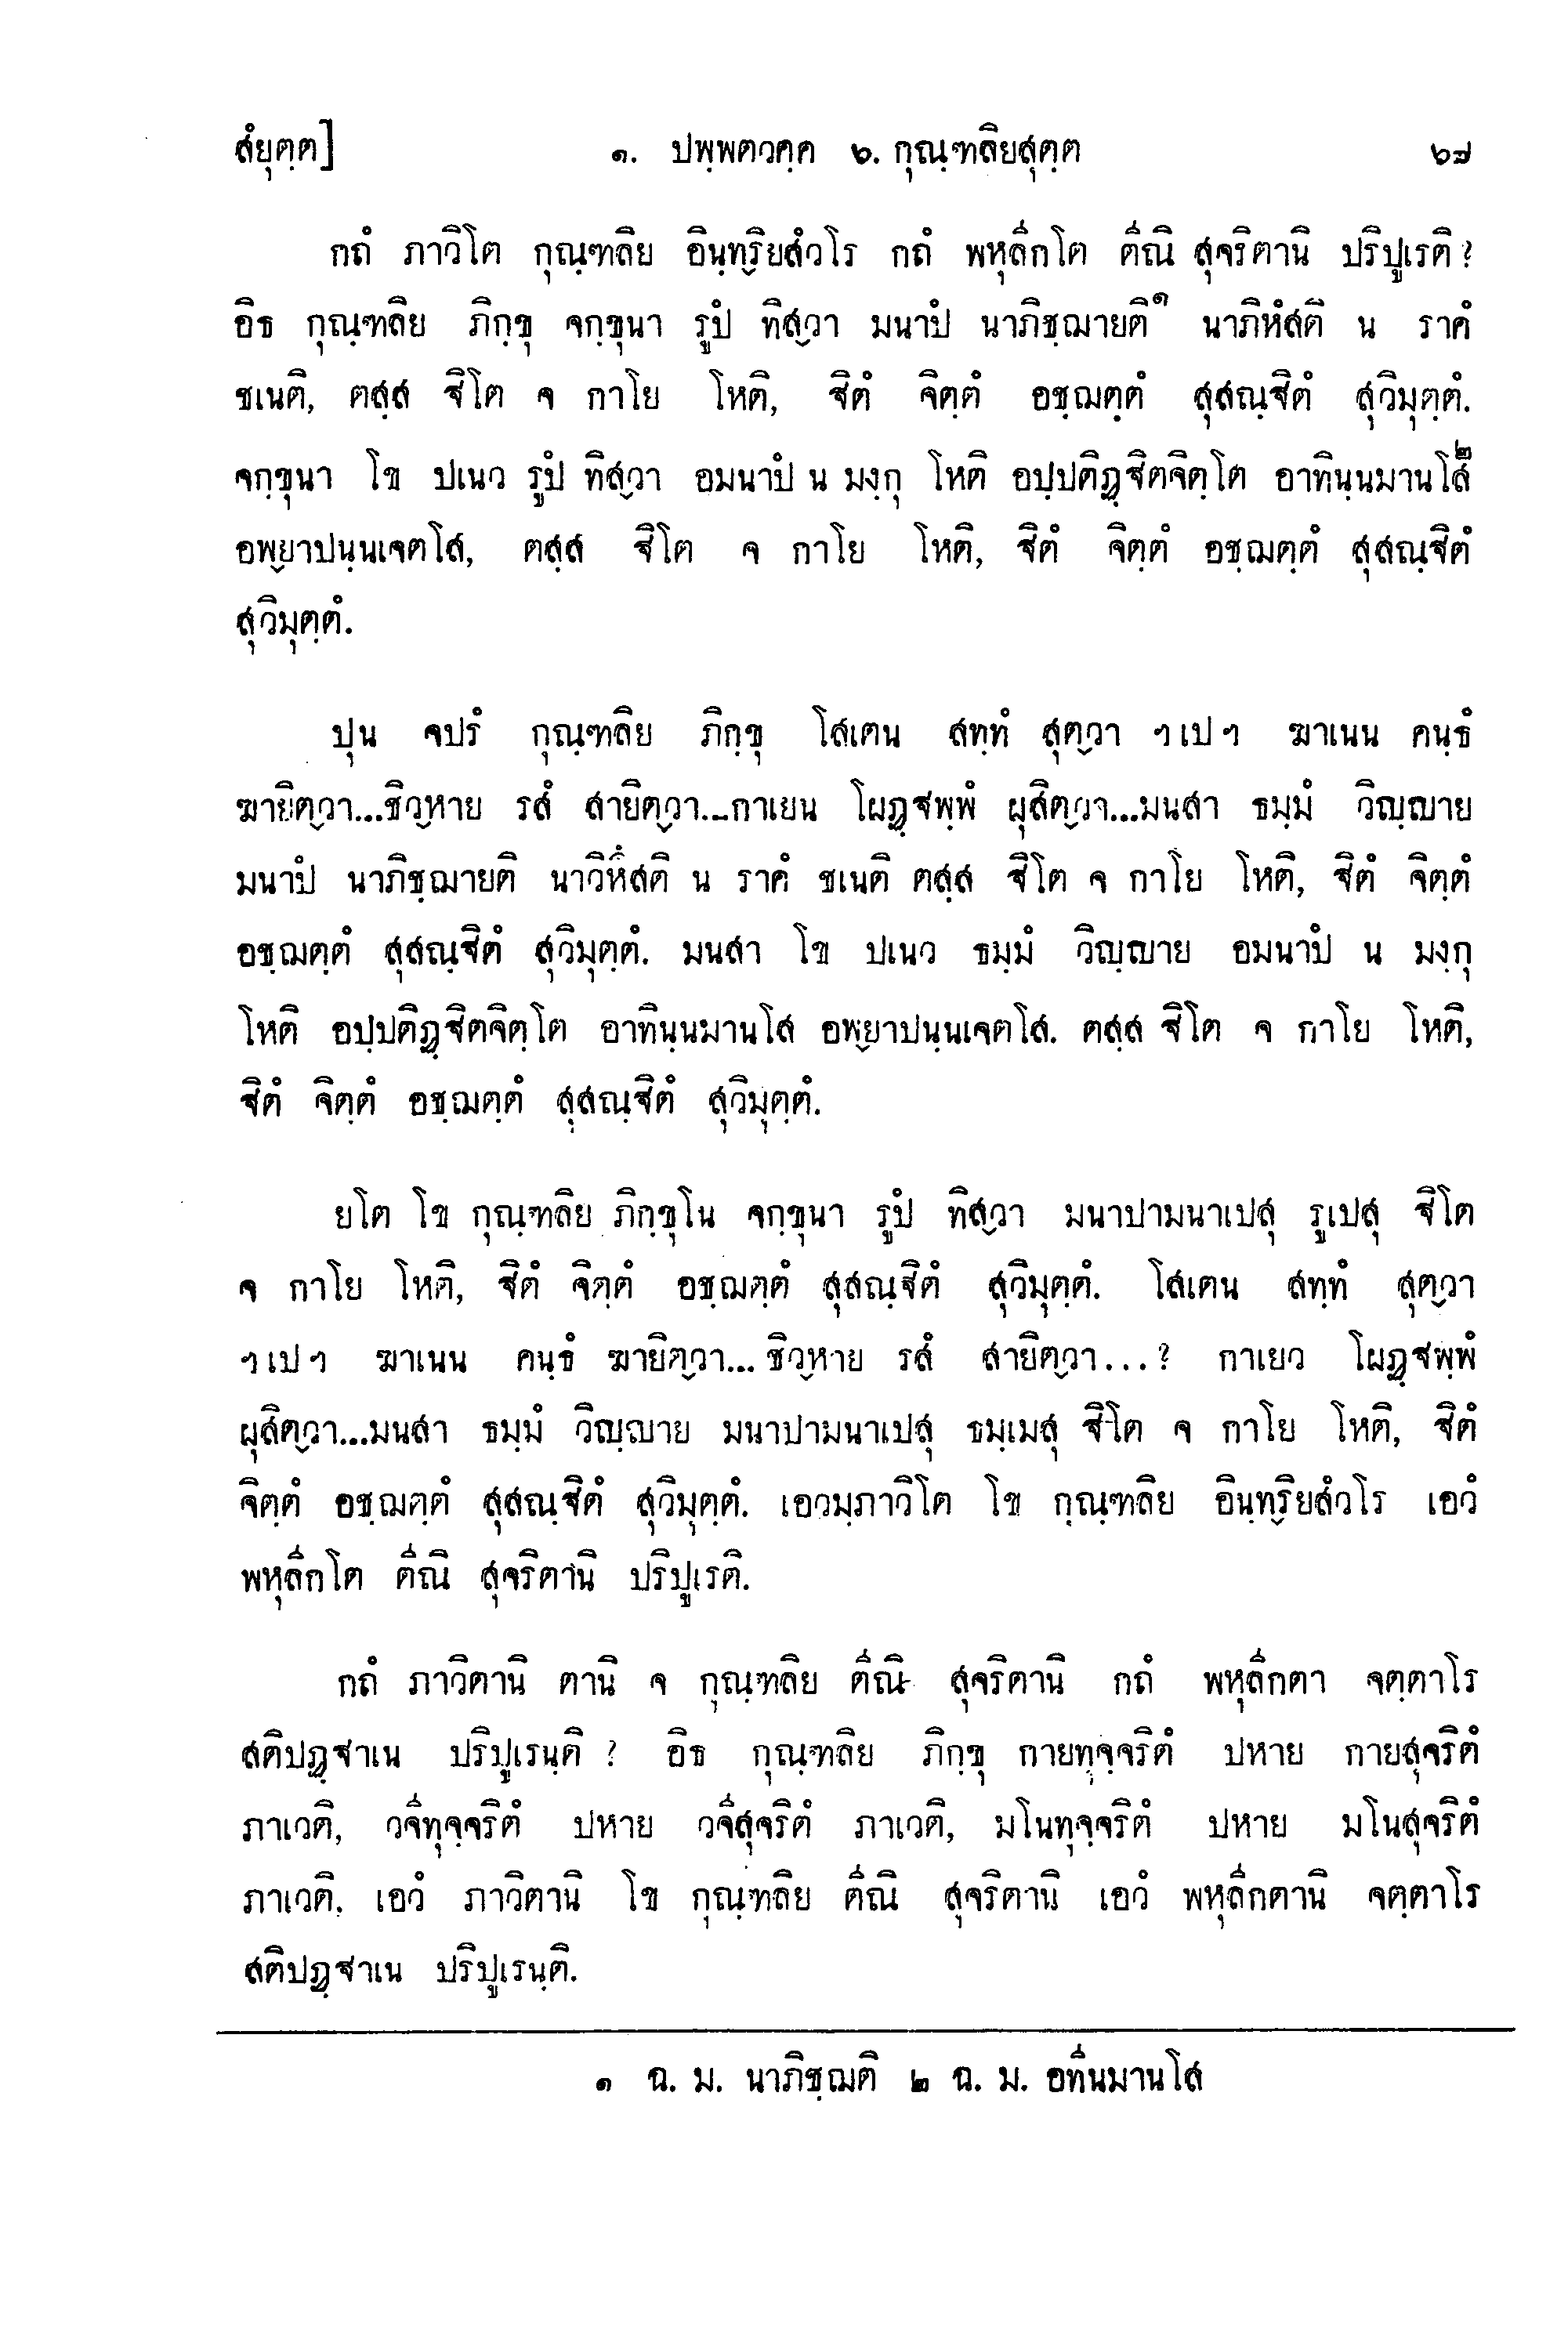 สํยุตฺต]	๑. ปพฺพตวคฺค ๖. กุณฺฑลิยสุตฺต	๖๗
กถํ ภาวิโต กุณฺฑลิย อินฺทฺริยสํวโร กถํ พหุลีกโต ตีณิ สุจริตานิ ปริปูเรติ?
อิธ กุณฺฑลิย ภิกฺขุ จกฺขุนา รูปํ ทิสฺวา มนาปํ นาภิชฺฌายติ๑ นาภิหํสติ น ราคํ
ชเนติ, ตสฺส ฐิโต จ กาโย โหติ, ฐิตํ จิตฺตํ อชฺฌตฺตํ สุสณฺฐิตํ สุวิมุตฺตํ.
จกฺขุนา โข ปเนว รูปํ ทิสฺวา อมนาปํ น มงฺกุ โหติ อปฺปติฏฺฐิตจิตฺโต อาทินฺนมานโส๒
อพฺยาปนฺนเจตโส, ตสฺส ฐิโต จ กาโย โหติ, ฐิตํ จิตฺตํ อชฺฌตฺตํ สุสณฺฐิตํ
สุวิมุตฺตํ.
ปุน จปรํ กุณฺฑลิย ภิกฺขุ โสเตน สทฺทํ สุตฺวา ฯเปฯ ฆาเนน คนฺธํ
ฆายิตฺวา...ชิวฺหาย รสํ สายิตฺวา...กาเยน โผฏฺฐพฺพํ ผุสิตฺวา...มนสา ธมฺมํ วิญฺญาย
มนาปํ นาภิชฺฌายติ นาวิหึสติ น ราคํ ชเนติ ตสฺส ฐิโต จ กาโย โหติ, ฐิตํ จิตฺตํ
อชฺฌตฺตํ สุสณฺฐิตํ สุวิมุตฺตํ. มนสา โข ปเนว ธมฺมํ วิญฺญาย อมนาปํ น มงฺกุ
โหติ อปฺปติฏฺฐิตจิตฺโต อาทินฺนมานโส อพฺยาปนฺนเจตโส. ตสฺส ฐิโต จ กาโย โหติ,
ฐิตํ จิตฺตํ อชฺฌตฺตํ สุสณฺฐิตํ สุวิมุตฺตํ.
ยโต โข กุณฺฑลิย ภิกฺขุโน จกฺขุนา รูปํ ทิสฺวา มนาปามนาเปสุ รูเปสุ ฐิโต
จ กาโย โหติ, ฐิตํ จิตฺตํ อชฺฌตฺตํ สุสณฺฐิตํ สุวิมุตฺตํ. โสเตน สทฺทํ สุตฺวา
ฯเปฯ ฆาเนน คนฺธํ ฆายิตฺวา...ชิวฺหาย รสํ สายิตฺวา...? กาเยว โผฏฺฐพฺพํ
ผุสิตฺวา...มนสา ธมฺมํ วิญฺญาย มนาปามนาเปสุ ธมฺเมสุ ฐิโต จ กาโย โหติ, ฐิตํ
จิตฺตํ อชฺฌตฺตํ สุสณฺฐิตํ สุวิมุตฺตํ. เอวมฺภาวิโต โข กุณฺฑลิย อินฺทฺริยสํวโร เอวํ
พหุลีกโต ตีณิ สุจริตานิ ปริปูเรติ.
กถํ ภาวิตานิ ตานิ จ กุณฺฑลิย ตีณิ สุจริตานิ กถํ พหุลีกตา จตฺตาโร
สติปฏฺฐาเน ปริปูเรนฺติ? อิธ กุณฺฑลิย ภิกฺขุ กายทุจฺจริตํ ปหาย กายสุจริตํ
ภาเวติ, วจีทุจฺจริตํ ปหาย วจีสุจริตํ ภาเวติ, มโนทุจฺจริตํ ปหาย มโนสุจริตํ
ภาเวติ. เอวํ ภาวิตานิ โข กุณฺฑลิย ตีณิ สุจริตานิ เอวํ พหุลีกตานิ จตฺตาโร
สติปฏฺฐาเน ปริปูเรนฺติ.
๑ ฉ. ม. นาภิชฺฌติ ๒ ฉ. ม. อทีนมานโส